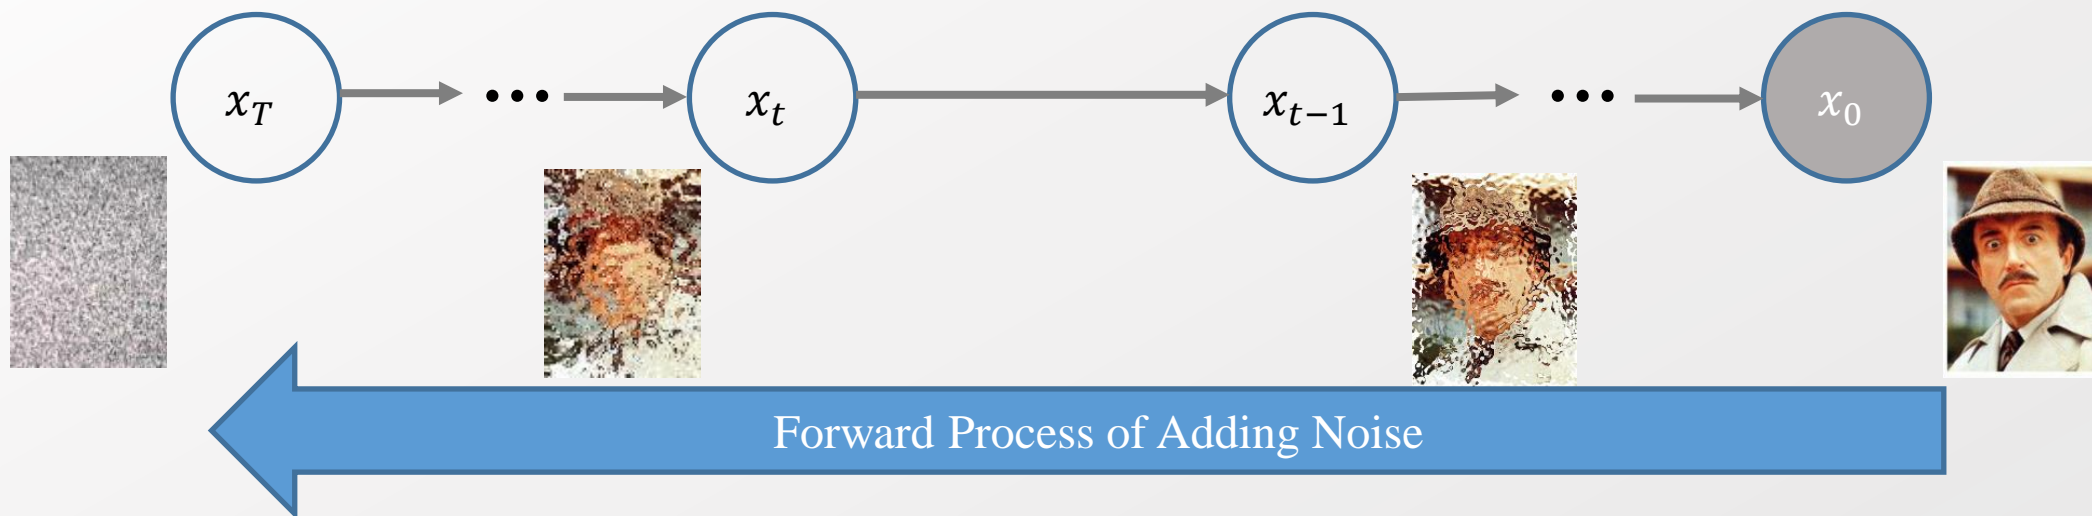 x_T
•••
x_t
x_{t−1}
•••
x_0
Forward Process of Adding Noise